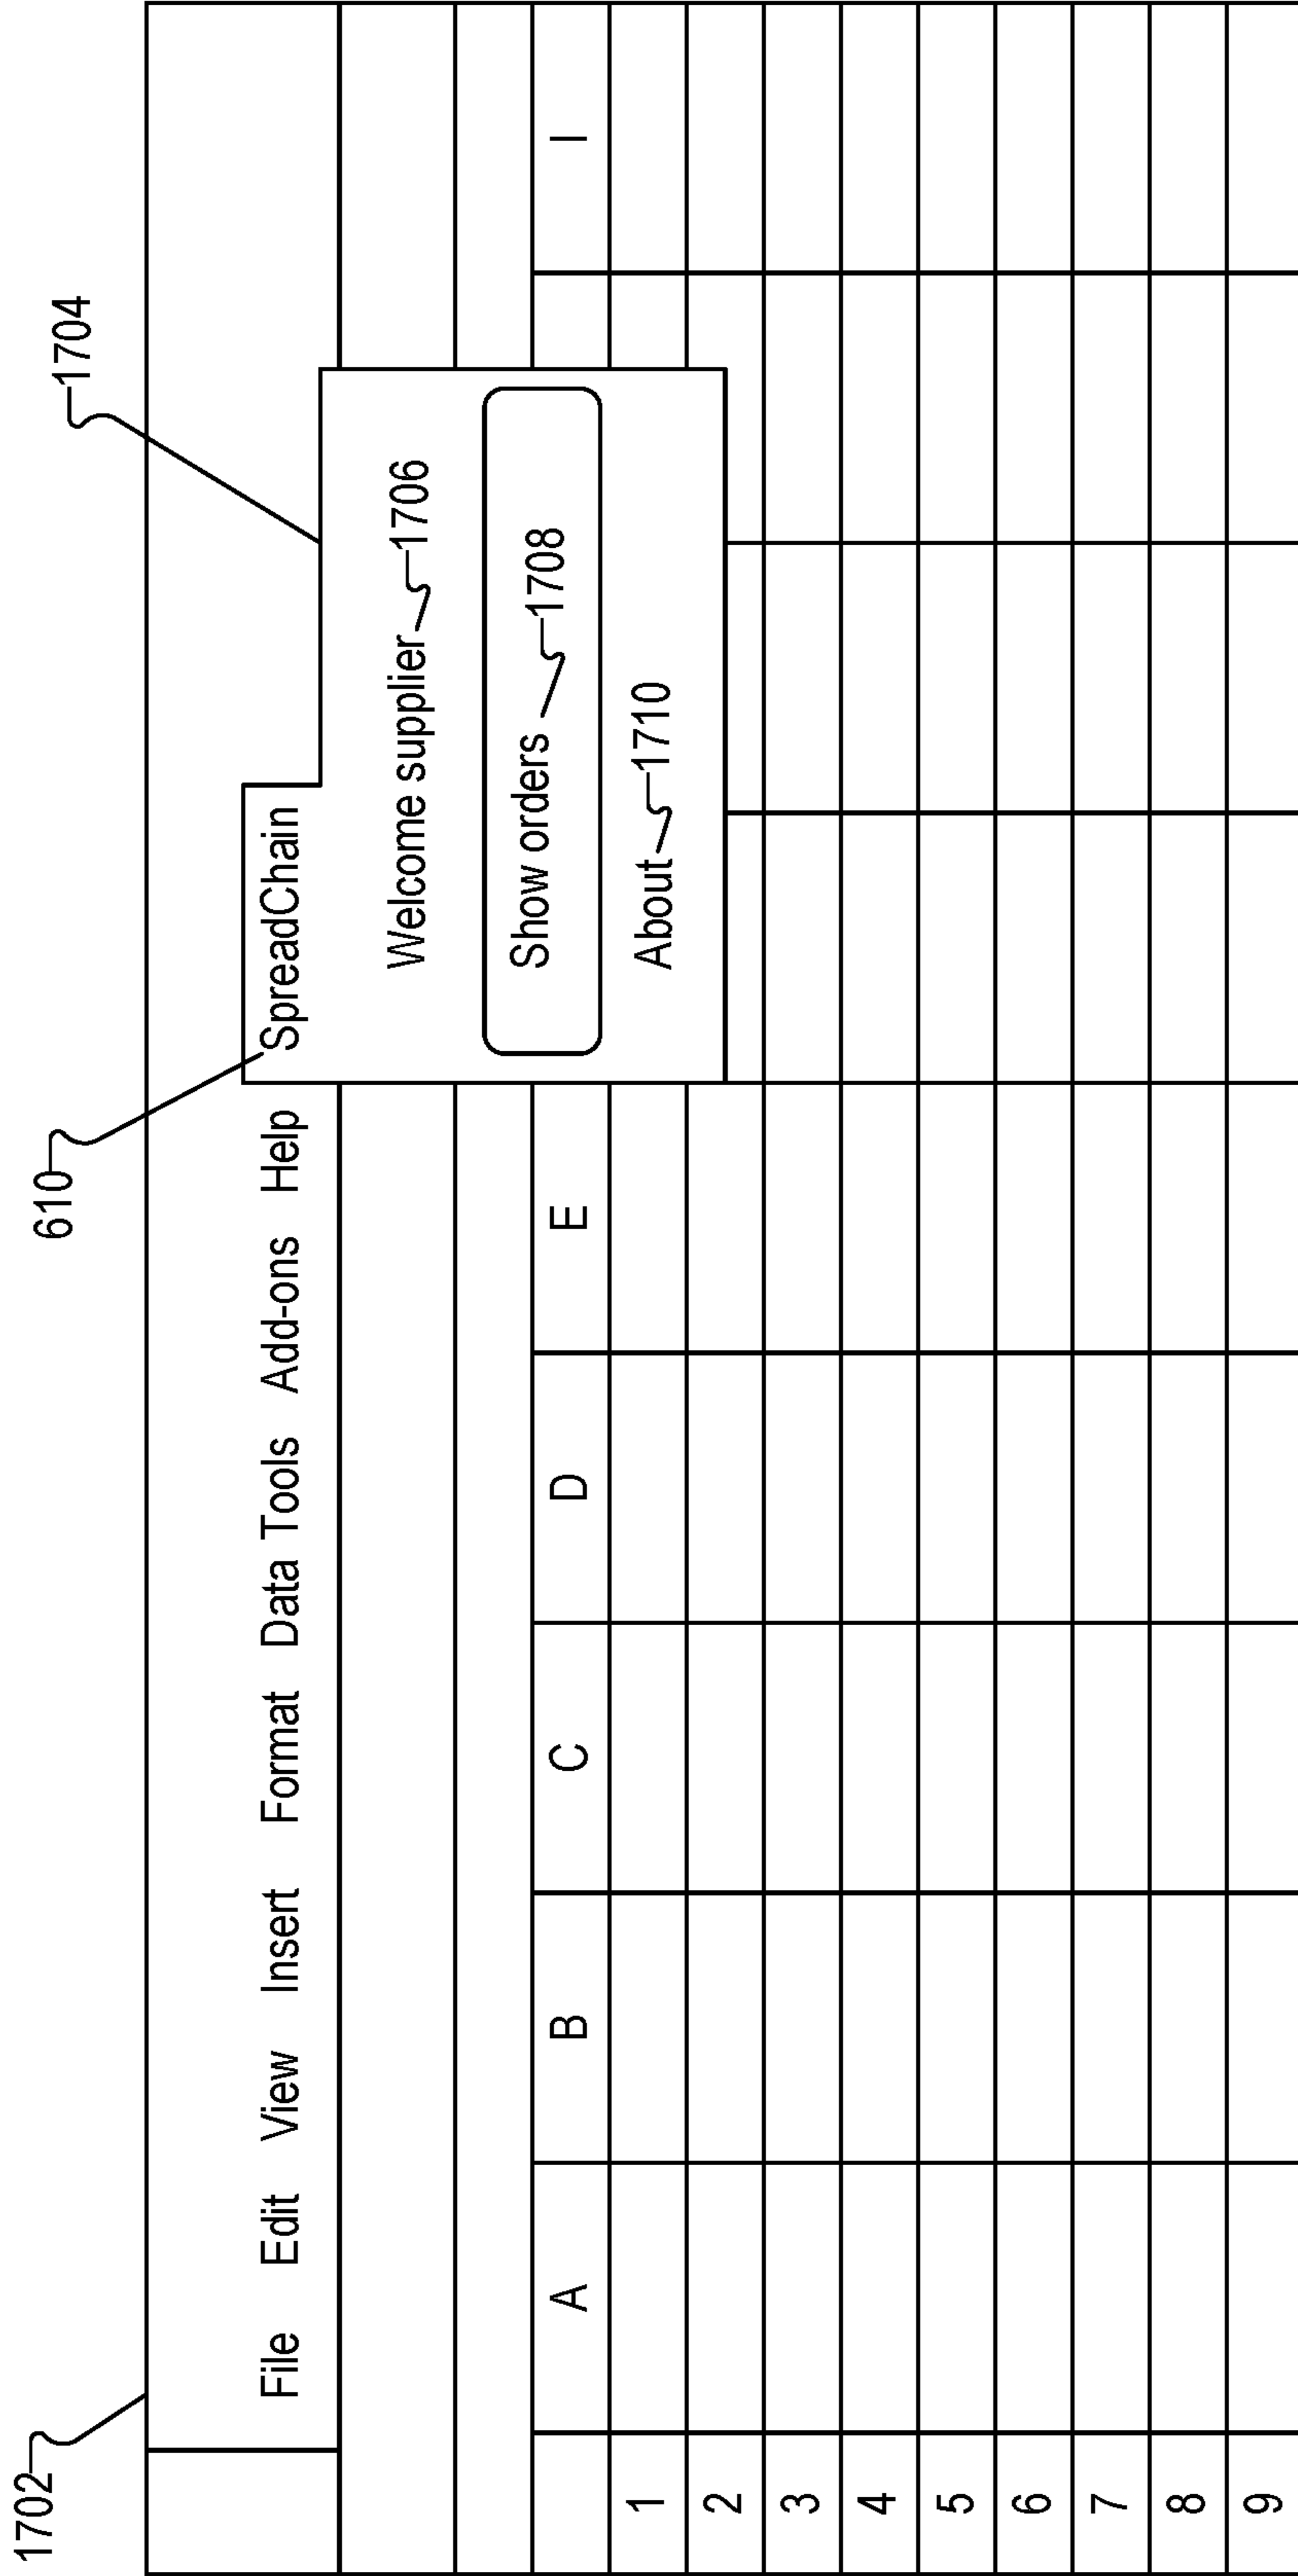 1702
610
1704
File Edit View Insert Format Data Tools Add-ons Help SpreadChain
Welcome supplier 1706
Show orders 1708
About 1710
A B C D E I
1
2
3
4
5
6
7
8
9